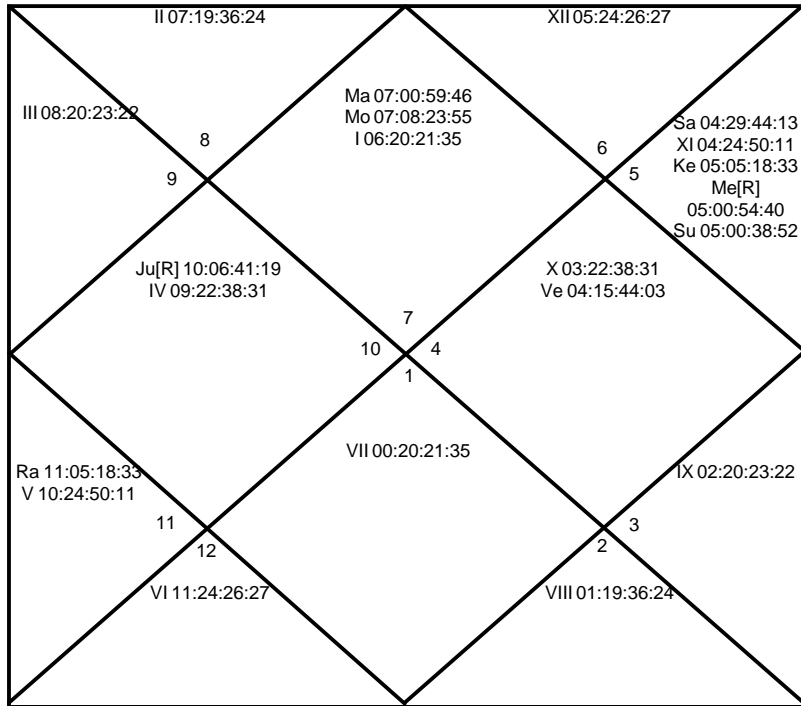 II 07:19:36:24
XII 05:24:26:27
III 08:20:23:22
Ma 07:00:59:46
Mo 07:08:23:55
I 06:20:21:35
Sa 04:29:44:13
XI 04:24:50:11
Ke 05:05:18:33
Me[R]
05:00:54:40
Su 05:00:38:52
8
6
9
5
Ju[R] 10:06:41:19
IV 09:22:38:31
X 03:22:38:31
Ve 04:15:44:03
7
10
4
1
VII 00:20:21:35
Ra 11:05:18:33
V 10:24:50:11
IX 02:20:23:22
11
3
12
2
VI 11:24:26:27
VIII 01:19:36:24